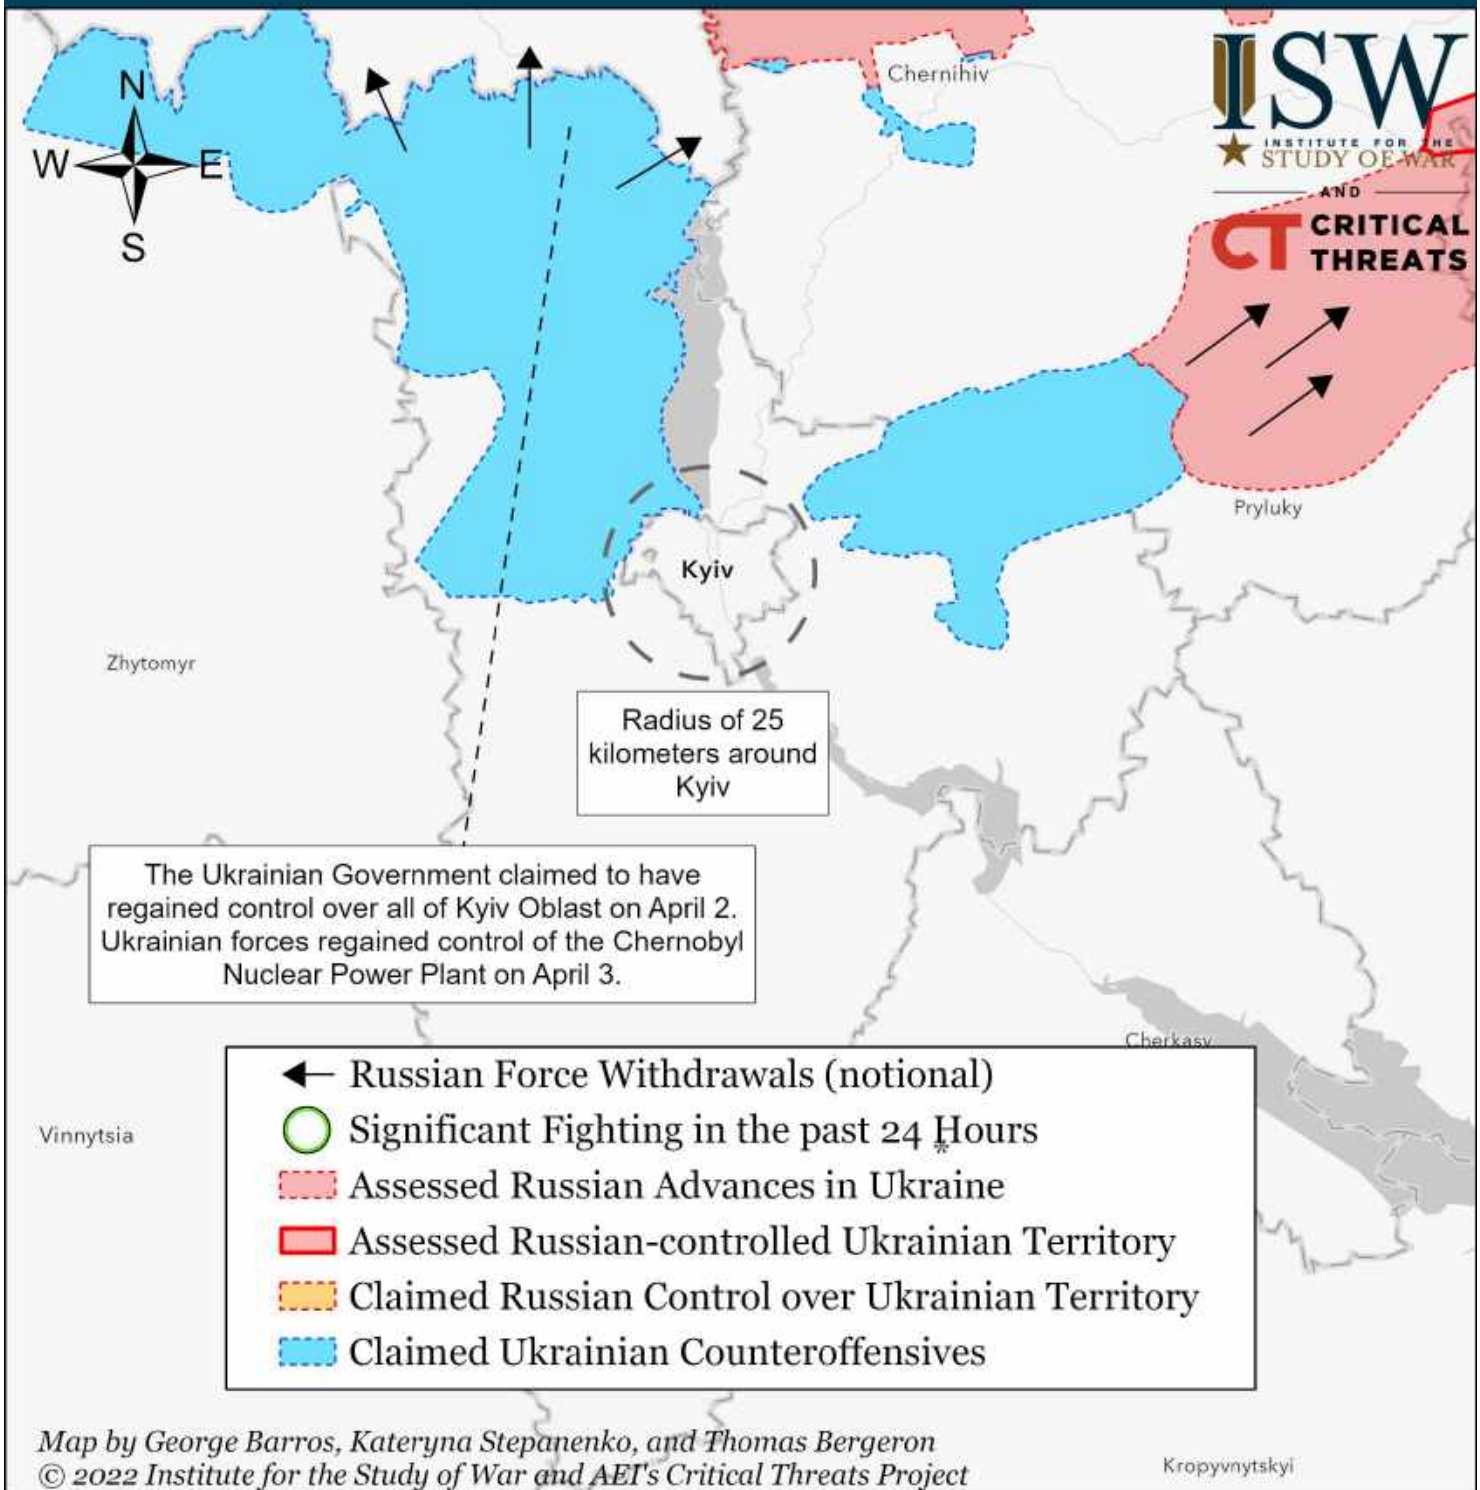 N
W
E
S
Chernihiv
ISW
INSTITUTE FOR THE
STUDY OF WAR
AND
CT CRITICAL
THREATS
Pryluky
Kyiv
Zhytomyr
Radius of 25
kilometers around
Kyiv
The Ukrainian Government claimed to have
regained control over all of Kyiv Oblast on April 2.
Ukrainian forces regained control of the Chernobyl
Nuclear Power Plant on April 3.
Cherkasy
Vinnytsia
Russian Force Withdrawals (notional)
Significant Fighting in the past 24 Hours
*
Assessed Russian Advances in Ukraine
Assessed Russian-controlled Ukrainian Territory
Claimed Russian Control over Ukrainian Territory
Claimed Ukrainian Counteroffensives
Map by George Barros, Kateryna Stepanenko, and Thomas Bergeron
© 2022 Institute for the Study of War and AEI's Critical Threats Project
Kropyvnytskyi